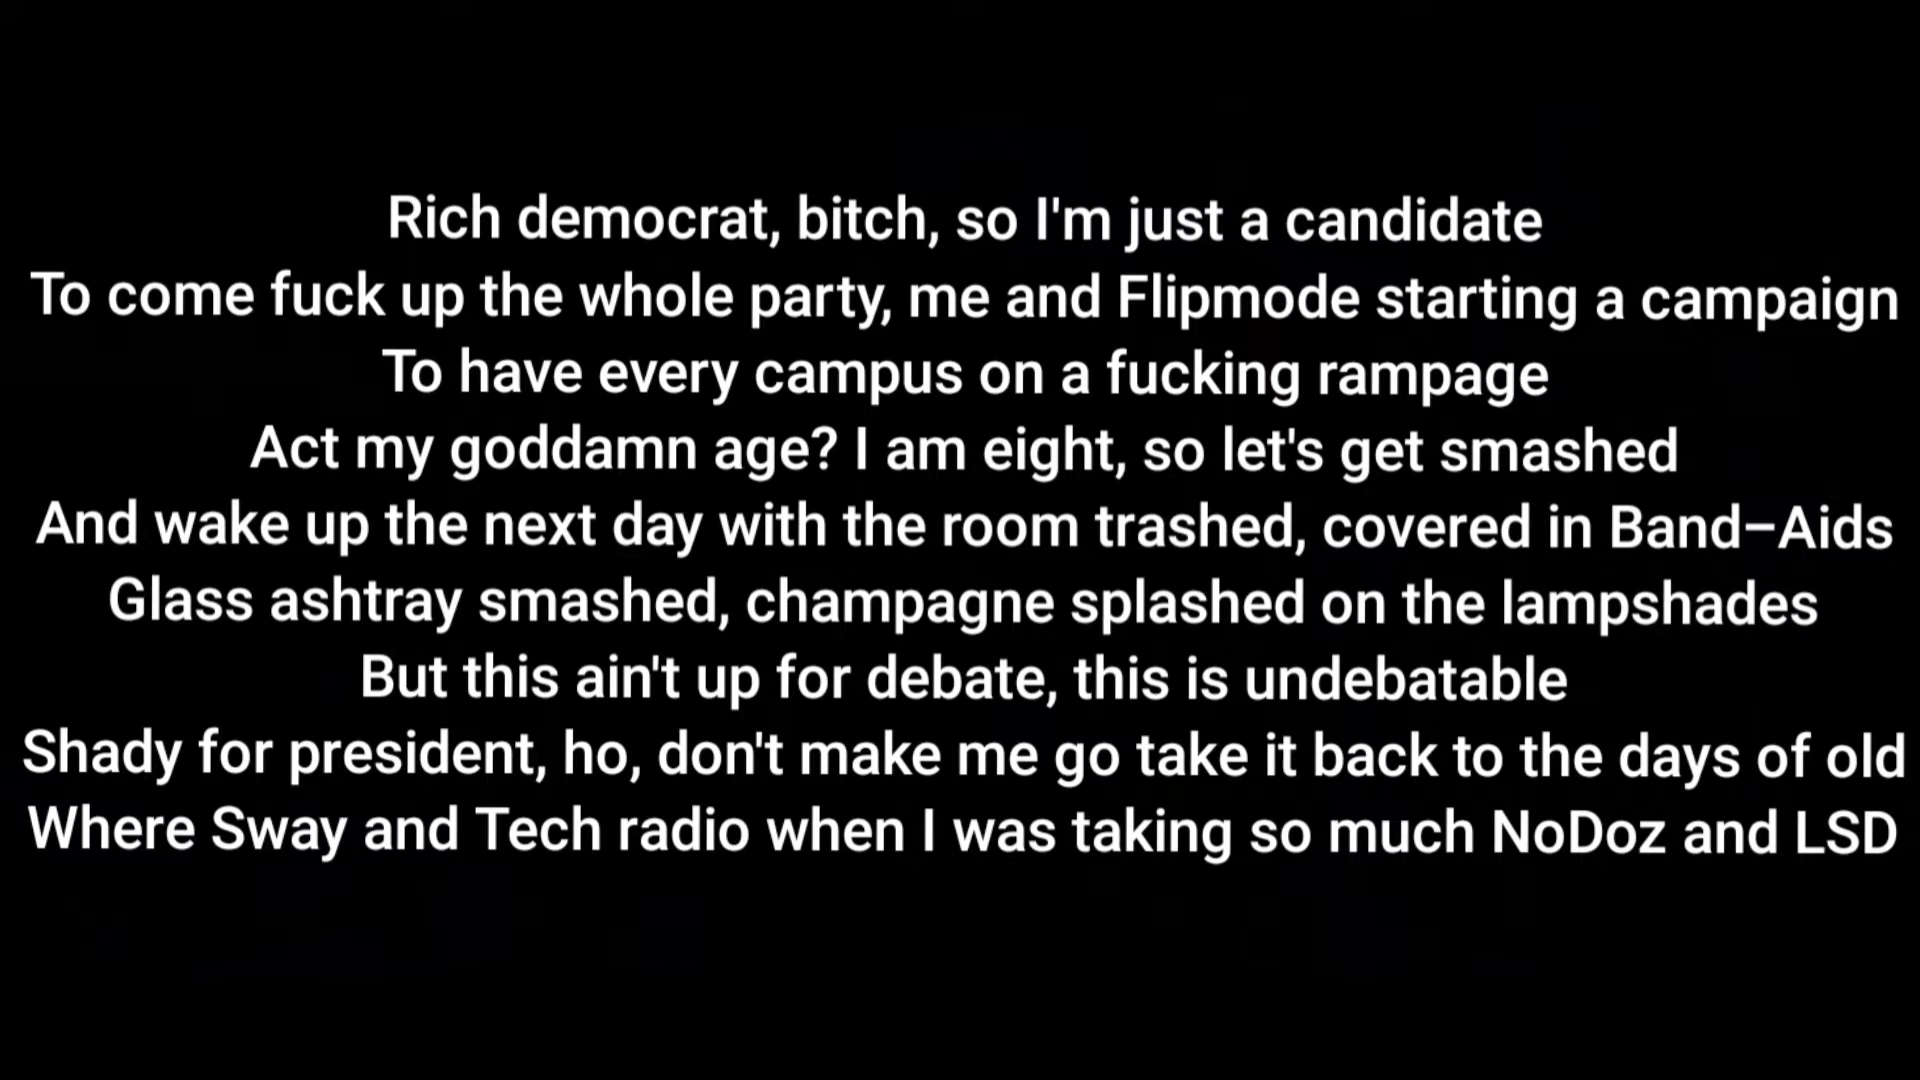 Rich democrat, bitch, so I'm just a candidate
To come fuck up the whole party, me and Flipmode starting a campaign
To have every campus on a fucking rampage
Act my goddamn age? I am eight, so let's get smashed
And wake up the next day with the room trashed, covered in Band–Aids
Glass ashtray smashed, champagne splashed on the lampshades
But this ain't up for debate, this is undebatable
Shady for president, ho, don't make me go take it back to the days of old
Where Sway and Tech radio when I was taking so much NoDoz and LSD